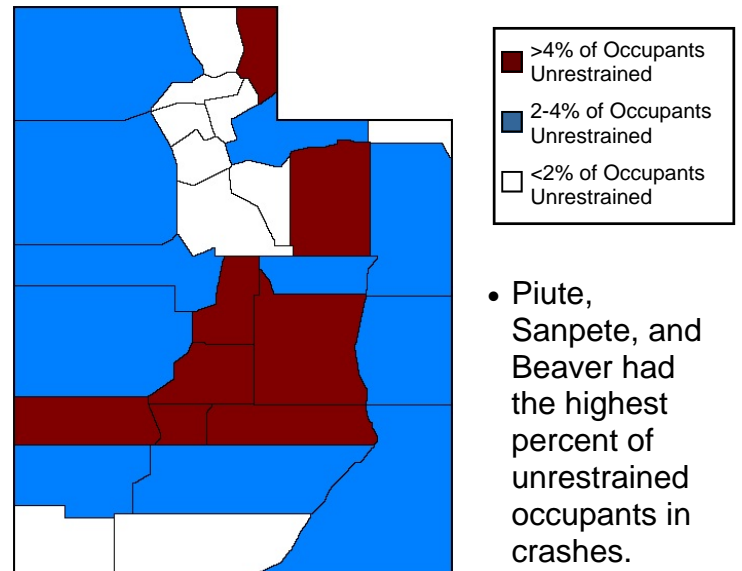 >4% of Occupants
Unrestrained
2-4% of Occupants
Unrestrained
<2% of Occupants
Unrestrained
• Piute,
Sanpete, and
Beaver had
the highest
percent of
unrestrained
occupants in
crashes.